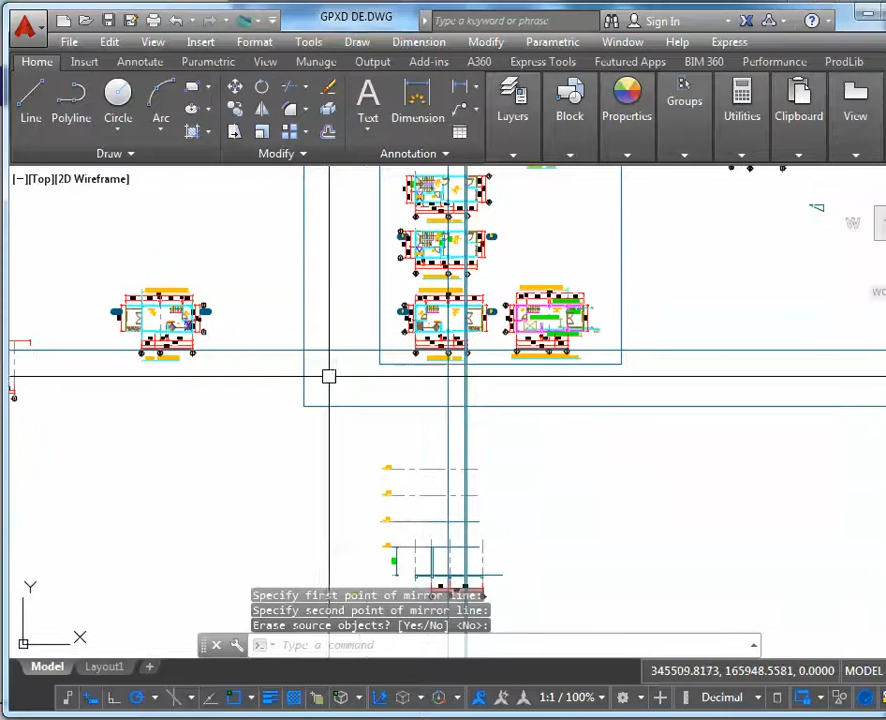 GPXD DE.DWG
Type a keyword or phrase
Sign In
File Edit View Insert Format Tools Draw Dimension Modify Parametric Window Help Express
Home Insert Annotate Parametric View Manage Output Add-ins A360 Express Tools Featured Apps BIM 360 Performance ProdLib
Line Polyline Circle Arc Text Dimension Layers Block Properties Groups Utilities Clipboard View
Draw Modify Annotation
[−][Top][2D Wireframe]
W
Y
X
Specify first point of mirror line:
Specify second point of mirror line:
Erase source objects? [Yes/No] <No>:
Type a command
Model Layout1 +
345509.8173, 165948.5581, 0.0000 MODEL
1:1 / 100% Decimal